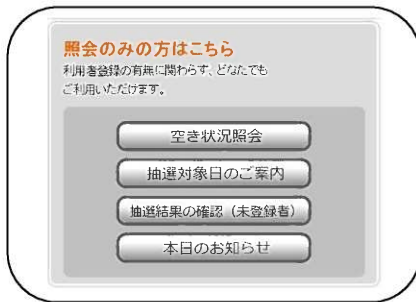 照会のみの方はこちら
利用者登録の有無に関わらず、どなたでも
ご利用いただけます。
空き状況照会
抽選対象日のご案内
抽選結果の確認（未登録者）
本日のお知らせ